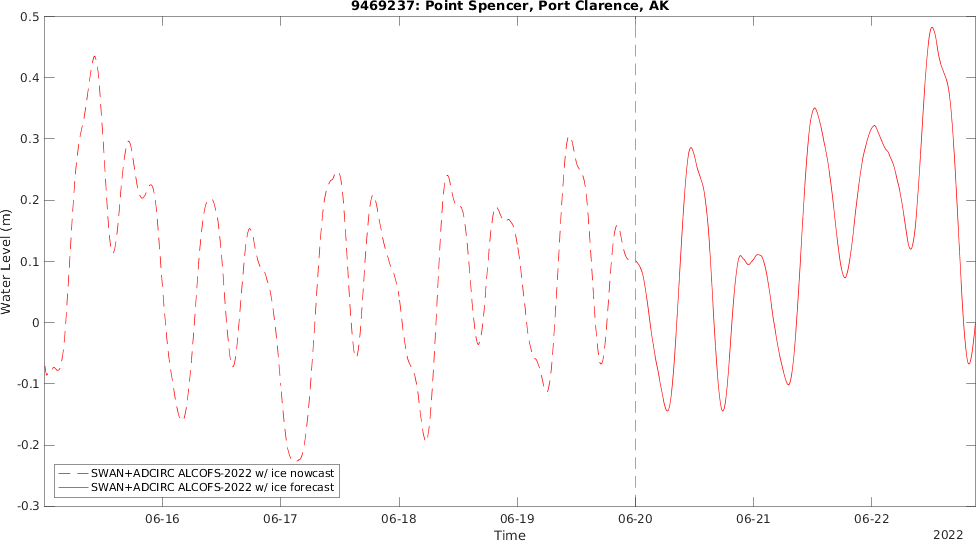 9469237: Point Spencer, Port Clarence, AK
0.5
0.4
0.3
0.2
0.1
0
-0.1
-0.2
-0.3
Water Level (m)
SWAN+ADCIRC ALCOFS-2022 w/ ice nowcast
SWAN+ADCIRC ALCOFS-2022 w/ ice forecast
06-16 06-17 06-18 06-19 06-20 06-21 06-22
Time
2022